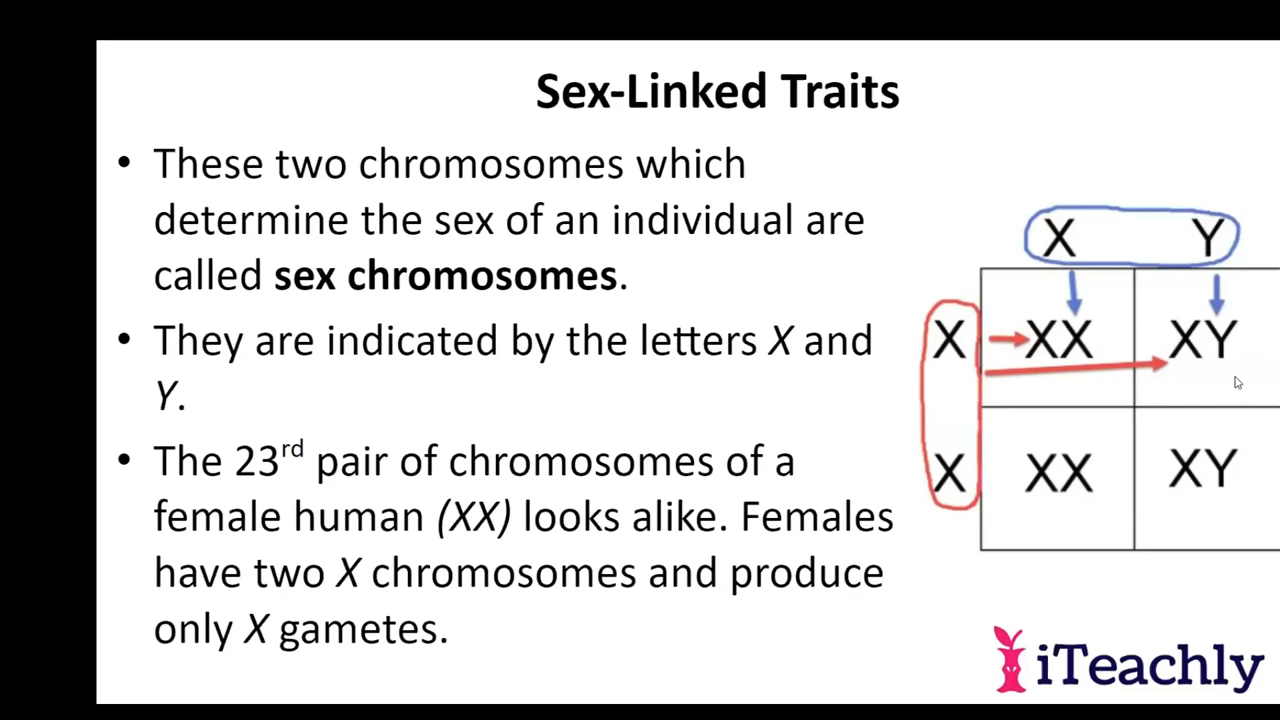 Sex-Linked Traits
• These two chromosomes which
determine the sex of an individual are
called sex chromosomes.
• They are indicated by the letters X and
Y.
• The 23rd pair of chromosomes of a
female human (XX) looks alike. Females
have two X chromosomes and produce
only X gametes.
X Y
X XX XY
X XX XY
iTeachly